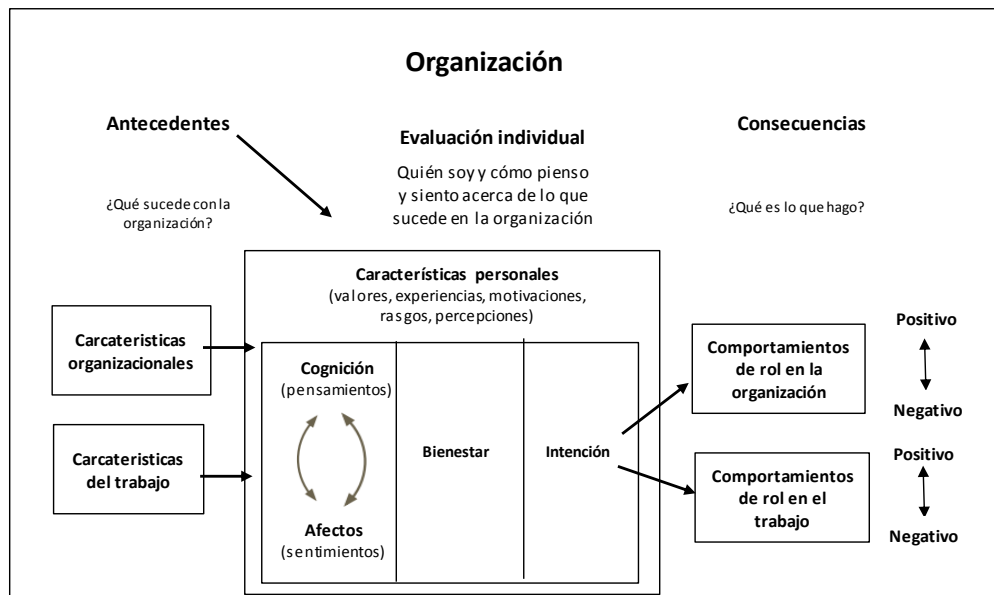 Organización
Antecedentes
Evaluación individual
Consecuencias
Quién soy y cómo pienso
y siento acerca de lo que
sucede en la organización
¿Qué sucede con la
organización?
¿Qué es lo que hago?
Características personales
(valores, experiencias, motivaciones,
rasgos, percepciones)
Carcateristicas
organizacionales
Carcateristicas
del trabajo
Cognición
(pensamientos)
Afectos
(sentimientos)
Bienestar
Intención
Comportamientos
de rol en la
organización
Positivo
Negativo
Comportamientos
de rol en el
trabajo
Positivo
Negativo